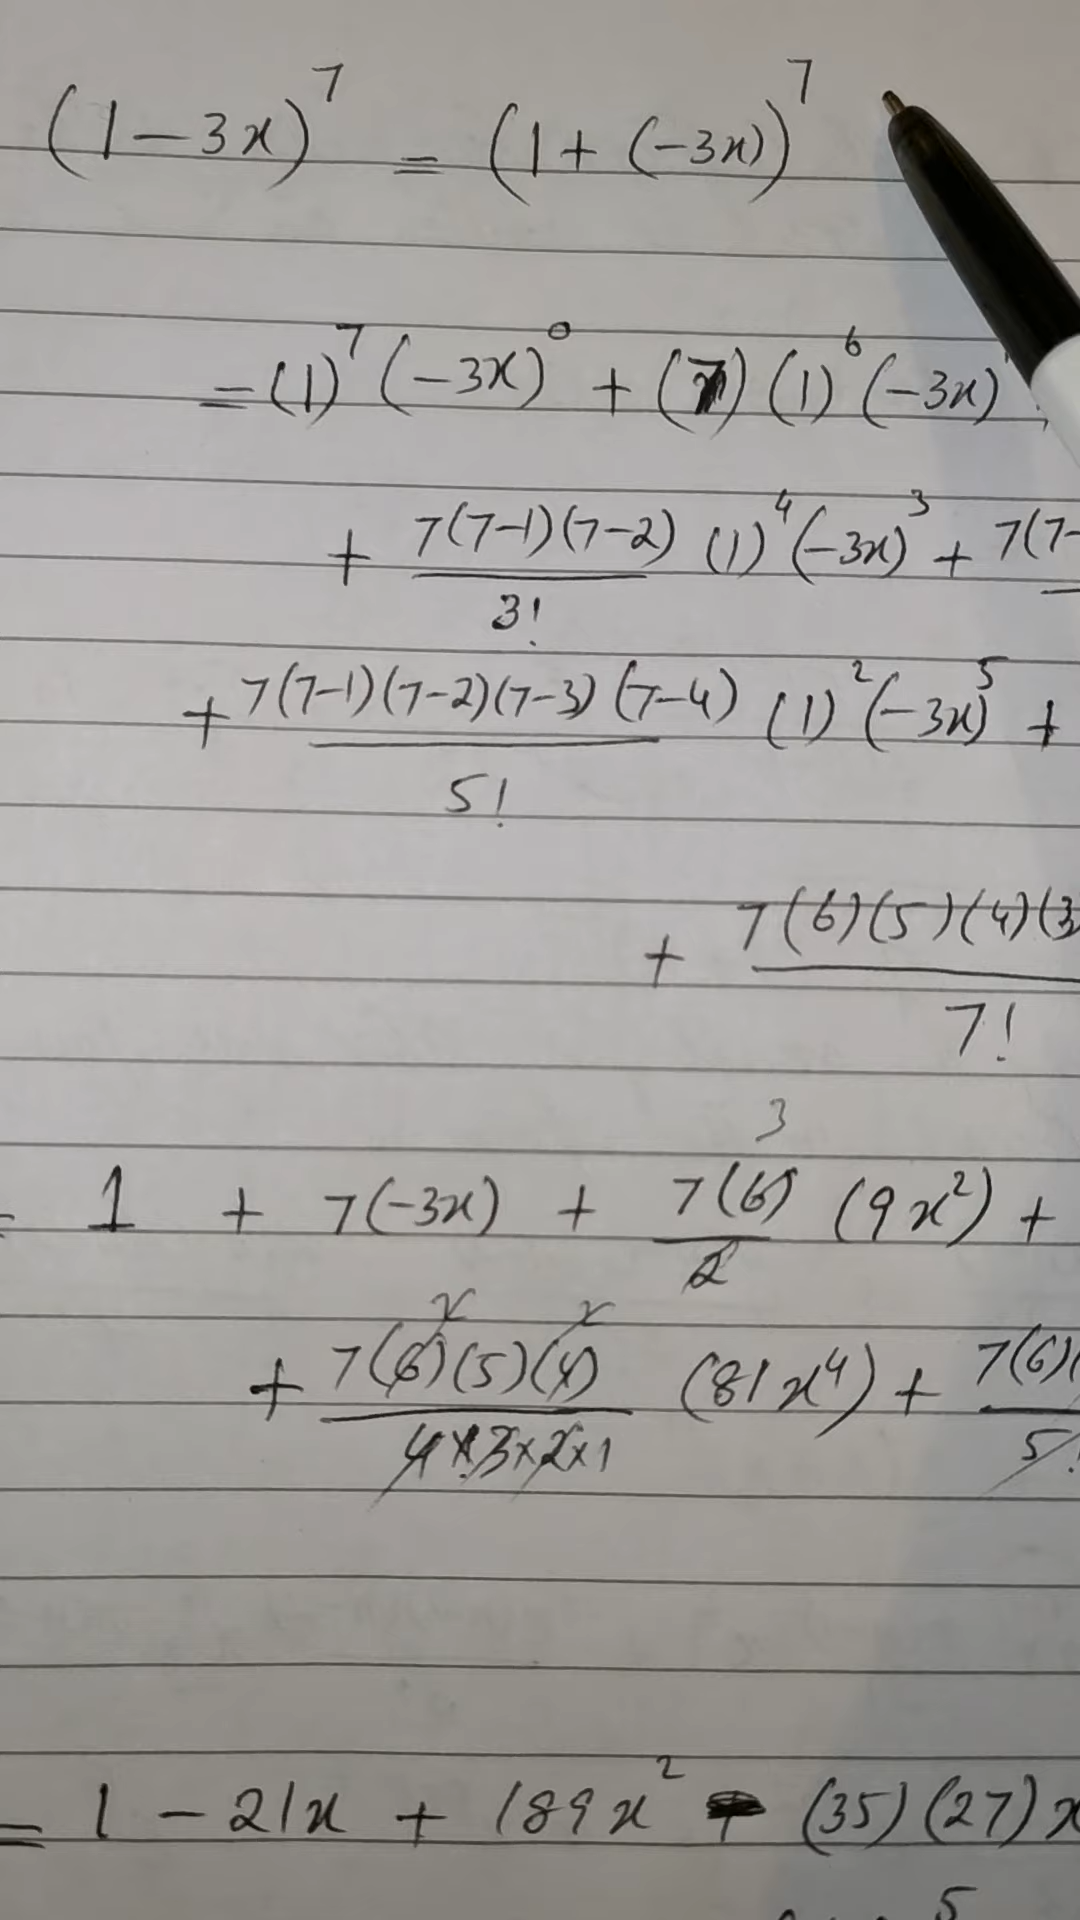 (1-3x)^7 = (1+(-3x))^7
=(1)^7(-3x)^0 + (7)(1)^6(-3x)
+ 7(7-1)(7-2)/3! (1)^4(-3x)^3 + 7(7-
+ 7(7-1)(7-2)(7-3)(7-4)/5! (1)^2(-3x)^5 +
+ 7(6)(5)(4)(3/7!
3
1 + 7(-3x) + 7(6)/2 (9x^2) +
+ 7(6)(5)(4)/4×3×2×1 (81x^4) + 7(6)(/5!
= 1 - 21x + 189x^2 - (35)(27)x
5